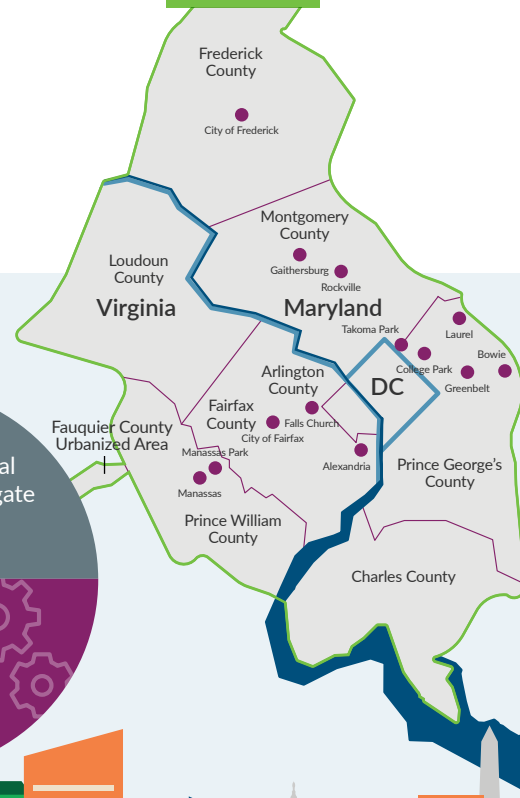 Frederick
County
City of Frederick
Montgomery
County
Gaithersburg
Rockville
Loudoun
County
Virginia
Maryland
Takoma Park
Laurel
Bowie
College Park
Greenbelt
DC
Arlington
County
Fairfax
County
Falls Church
City of Fairfax
Fauquier County
Urbanized Area
Manassas Park
Manassas
Alexandria
Prince George's
County
Prince William
County
Charles County
al
gate